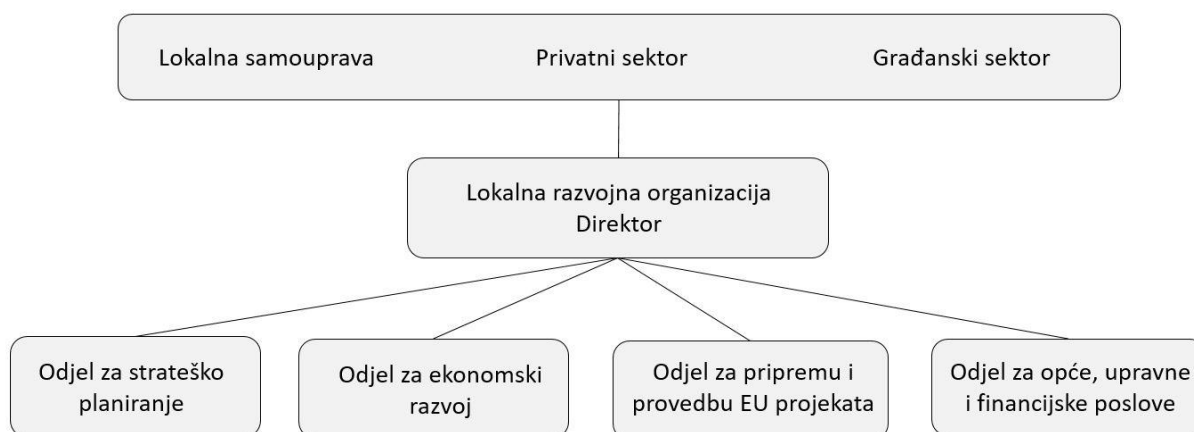 Lokalna samouprava Privatni sektor Građanski sektor
Lokalna razvojna organizacija
Direktor
Odjel za strateško
planiranje
Odjel za ekonomski
razvoj
Odjel za pripremu i
provedbu EU projekata
Odjel za opće, upravne
i financijske poslove